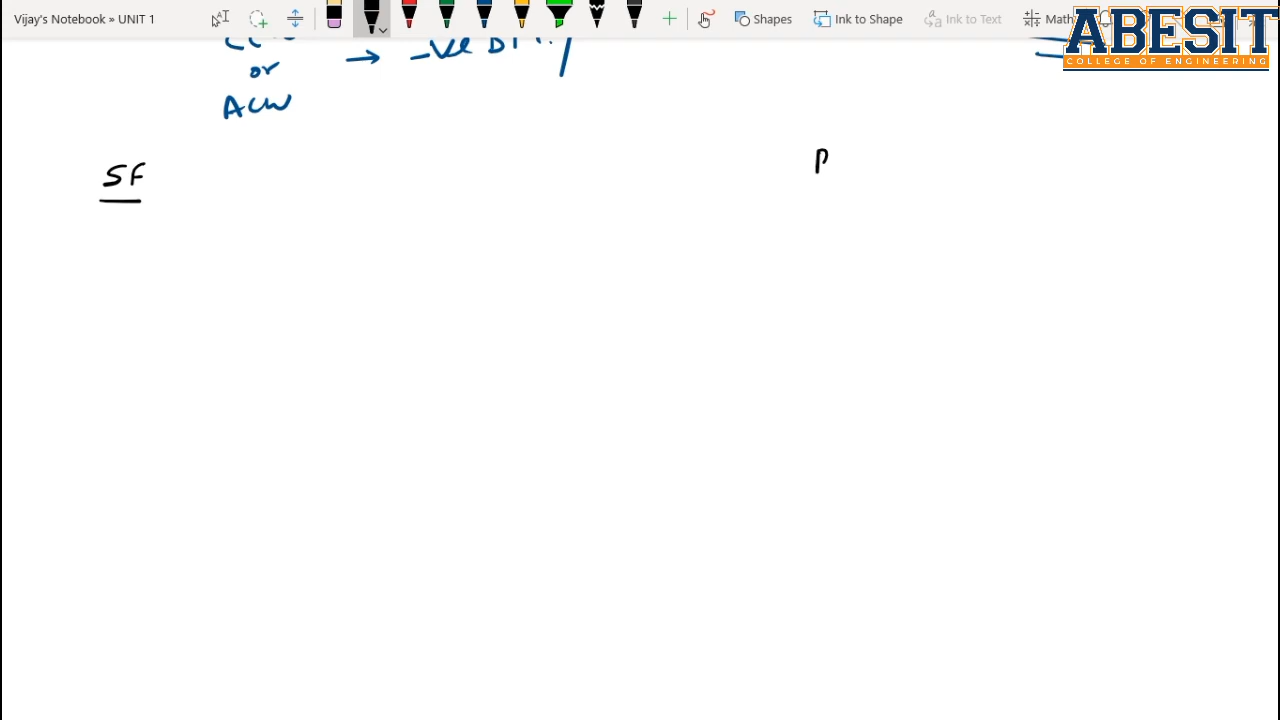 Vijay's Notebook » UNIT 1
Shapes
Ink to Shape
Ink to Text
Math
ABESIT
COLLEGE OF ENGINEERING
or → -ve
ACW
SF
P